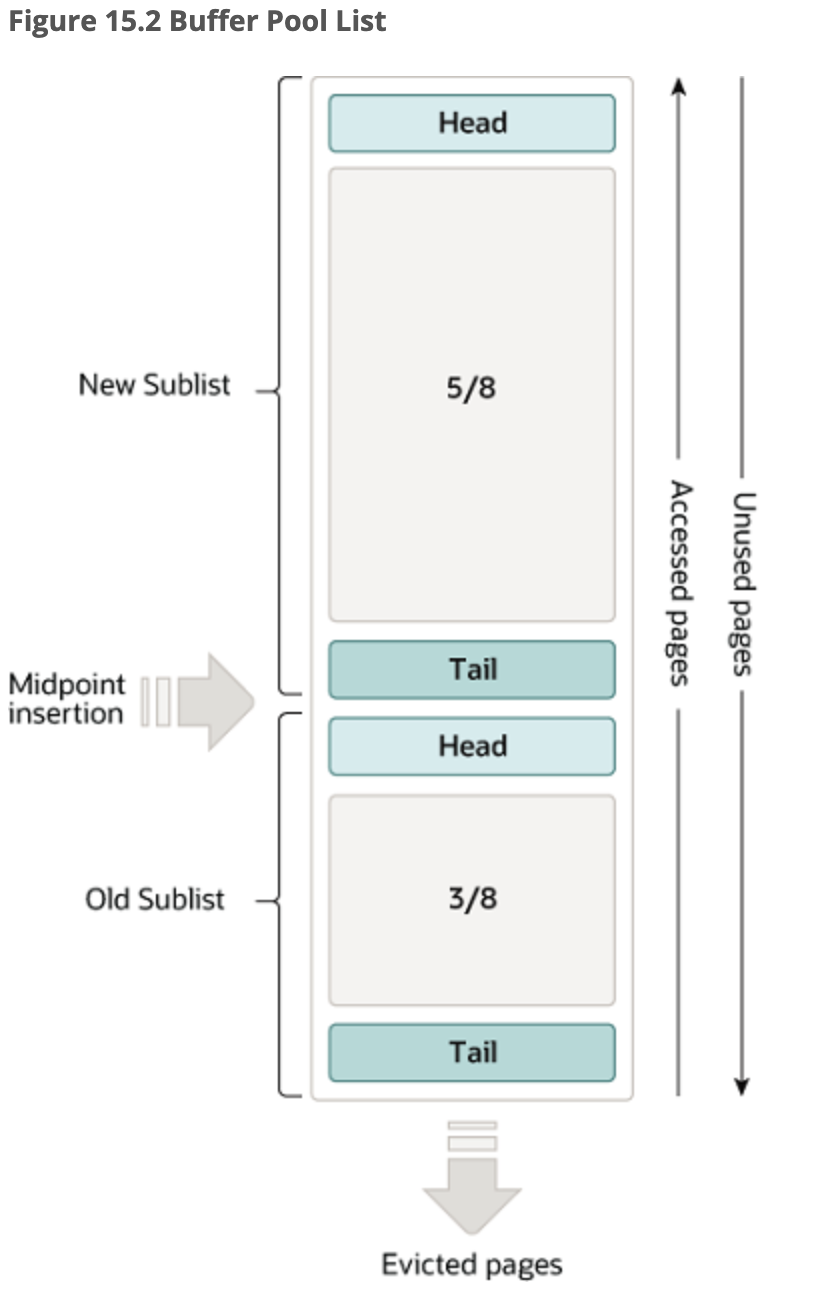 Figure 15.2 Buffer Pool List
Head
5/8
New Sublist
Accessed pages
Unused pages
Tail
Midpoint
insertion
Head
Old Sublist
3/8
Tail
Evicted pages